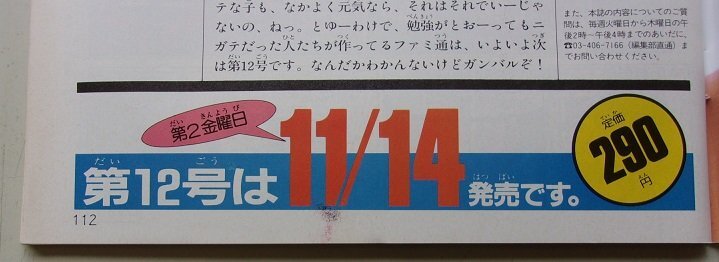 テな子も、なかよく元気なら、それはそれでいーじゃ
ないの、ねっ。とゆーわけで、勉強がとおーってもニ
ガテだった人たちが作ってるファミ通は、いよいよ次
は第12号です。なんだかわかんないけどガンバルぞ！
また、本誌の内容についてのご質
問は、毎週火曜日から木曜日の午
後2時〜午後4時までのあいだに、
☎03-406-7166（編集部直通）ま
でお問い合わせください。
第2金曜日
11/14
定価
290円
第12号は
発売です。
112